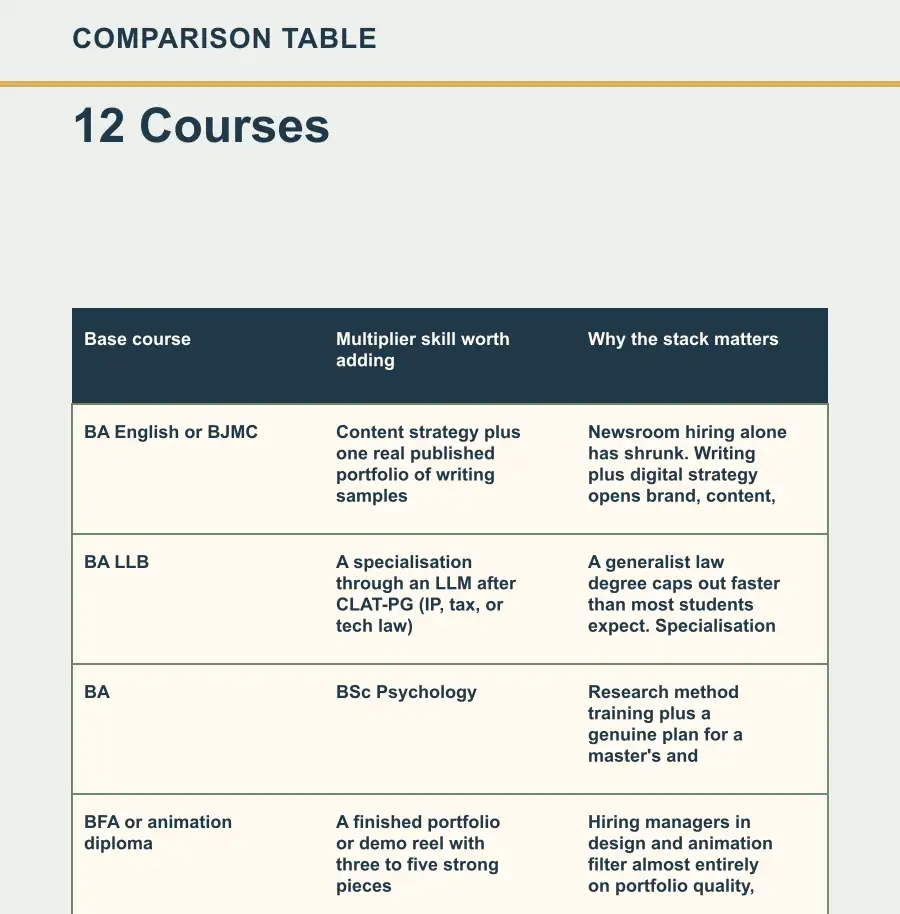 COMPARISON TABLE
12 Courses
Base course
Multiplier skill worth
adding
Why the stack matters
BA English or BJMC
Content strategy plus
one real published
portfolio of writing
samples
Newsroom hiring alone
has shrunk. Writing
plus digital strategy
opens brand, content,
BA LLB
A specialisation
through an LLM after
CLAT-PG (IP, tax, or
tech law)
A generalist law
degree caps out faster
than most students
expect. Specialisation
BA
BSc Psychology
Research method
training plus a
genuine plan for a
master's and
BFA or animation
diploma
A finished portfolio
or demo reel with
three to five strong
pieces
Hiring managers in
design and animation
filter almost entirely
on portfolio quality,